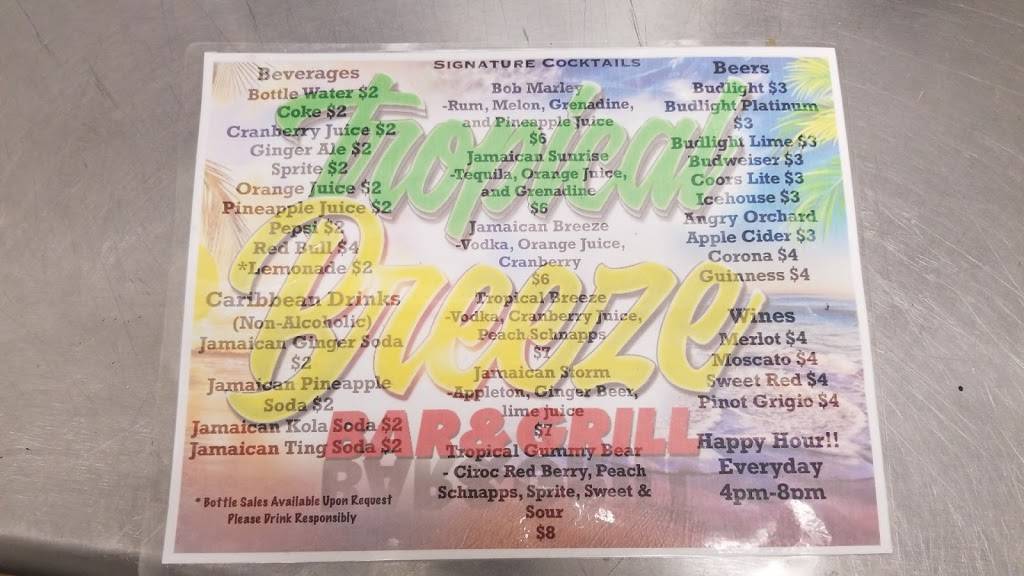 Beverages
Bottle Water $2
Coke $2
Cranberry Juice $2
Ginger Ale $2
Sprite $2
Orange Juice $2
Pineapple Juice $2
Pepsi $2
Red Bull $4
*Lemonade $2
Caribbean Drinks
(Non-Alcoholic)
Jamaican Ginger Soda
$2
Jamaican Pineapple
Soda $2
Jamaican Kola Soda $2
Jamaican Ting Soda $2
* Bottle Sales Available Upon Request
Please Drink Responsibly
Signature Cocktails
Bob Marley
-Rum, Melon, Grenadine,
and Pineapple Juice
$6
Jamaican Sunrise
-Tequila, Orange Juice,
and Grenadine
$6
Jamaican Breeze
-Vodka, Orange Juice,
Cranberry
$6
Tropical Breeze
-Vodka, Cranberry Juice,
Peach Schnapps
$7
Jamaican Storm
-Appleton, Ginger Beer,
lime juice
$7
Tropical Gummy Bear
- Ciroc Red Berry, Peach
Schnapps, Sprite, Sweet &
Sour
$8
Beers
Budlight $3
Budlight Platinum
$3
Budlight Lime $3
Budweiser $3
Coors Lite $3
Icehouse $3
Angry Orchard
Apple Cider $3
Corona $4
Guinness $4
Wines
Merlot $4
Moscato $4
Sweet Red $4
Pinot Grigio $4
Happy Hour!!
Everyday
4pm-8pm
Tropical
Breeze
BAR&GRILL